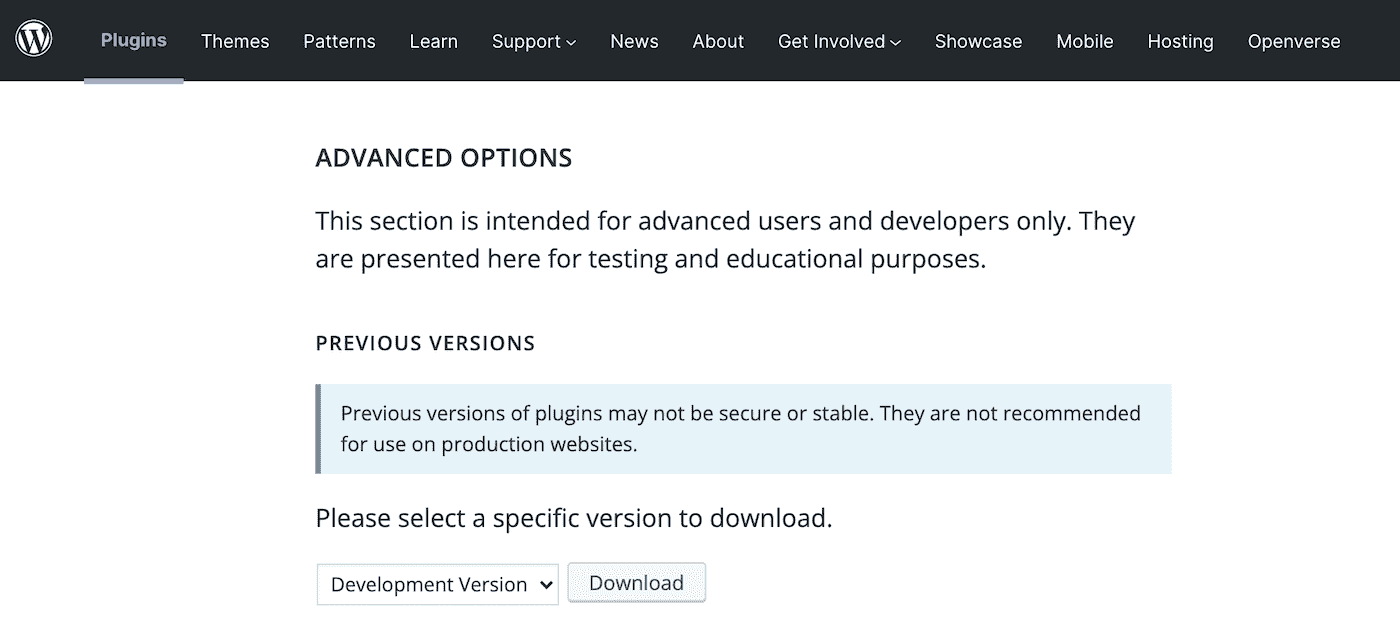 Plugins Themes Patterns Learn Support News About Get Involved Showcase Mobile Hosting Openverse
ADVANCED OPTIONS
This section is intended for advanced users and developers only. They
are presented here for testing and educational purposes.
PREVIOUS VERSIONS
Previous versions of plugins may not be secure or stable. They are not recommended
for use on production websites.
Please select a specific version to download.
Development Version Download